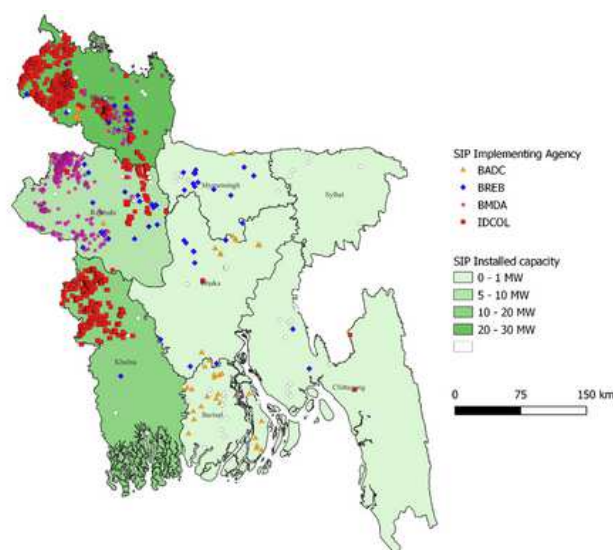 SIP Implementing Agency
BADC
BREB
BMDA
IDCOL
SIP Installed capacity
0 - 1 MW
5 - 10 MW
10 - 20 MW
20 - 30 MW
0 75 150 km
Mymensingh
Sylhet
Rajshahi
Dhaka
Khulna
Barisal
Chittagong